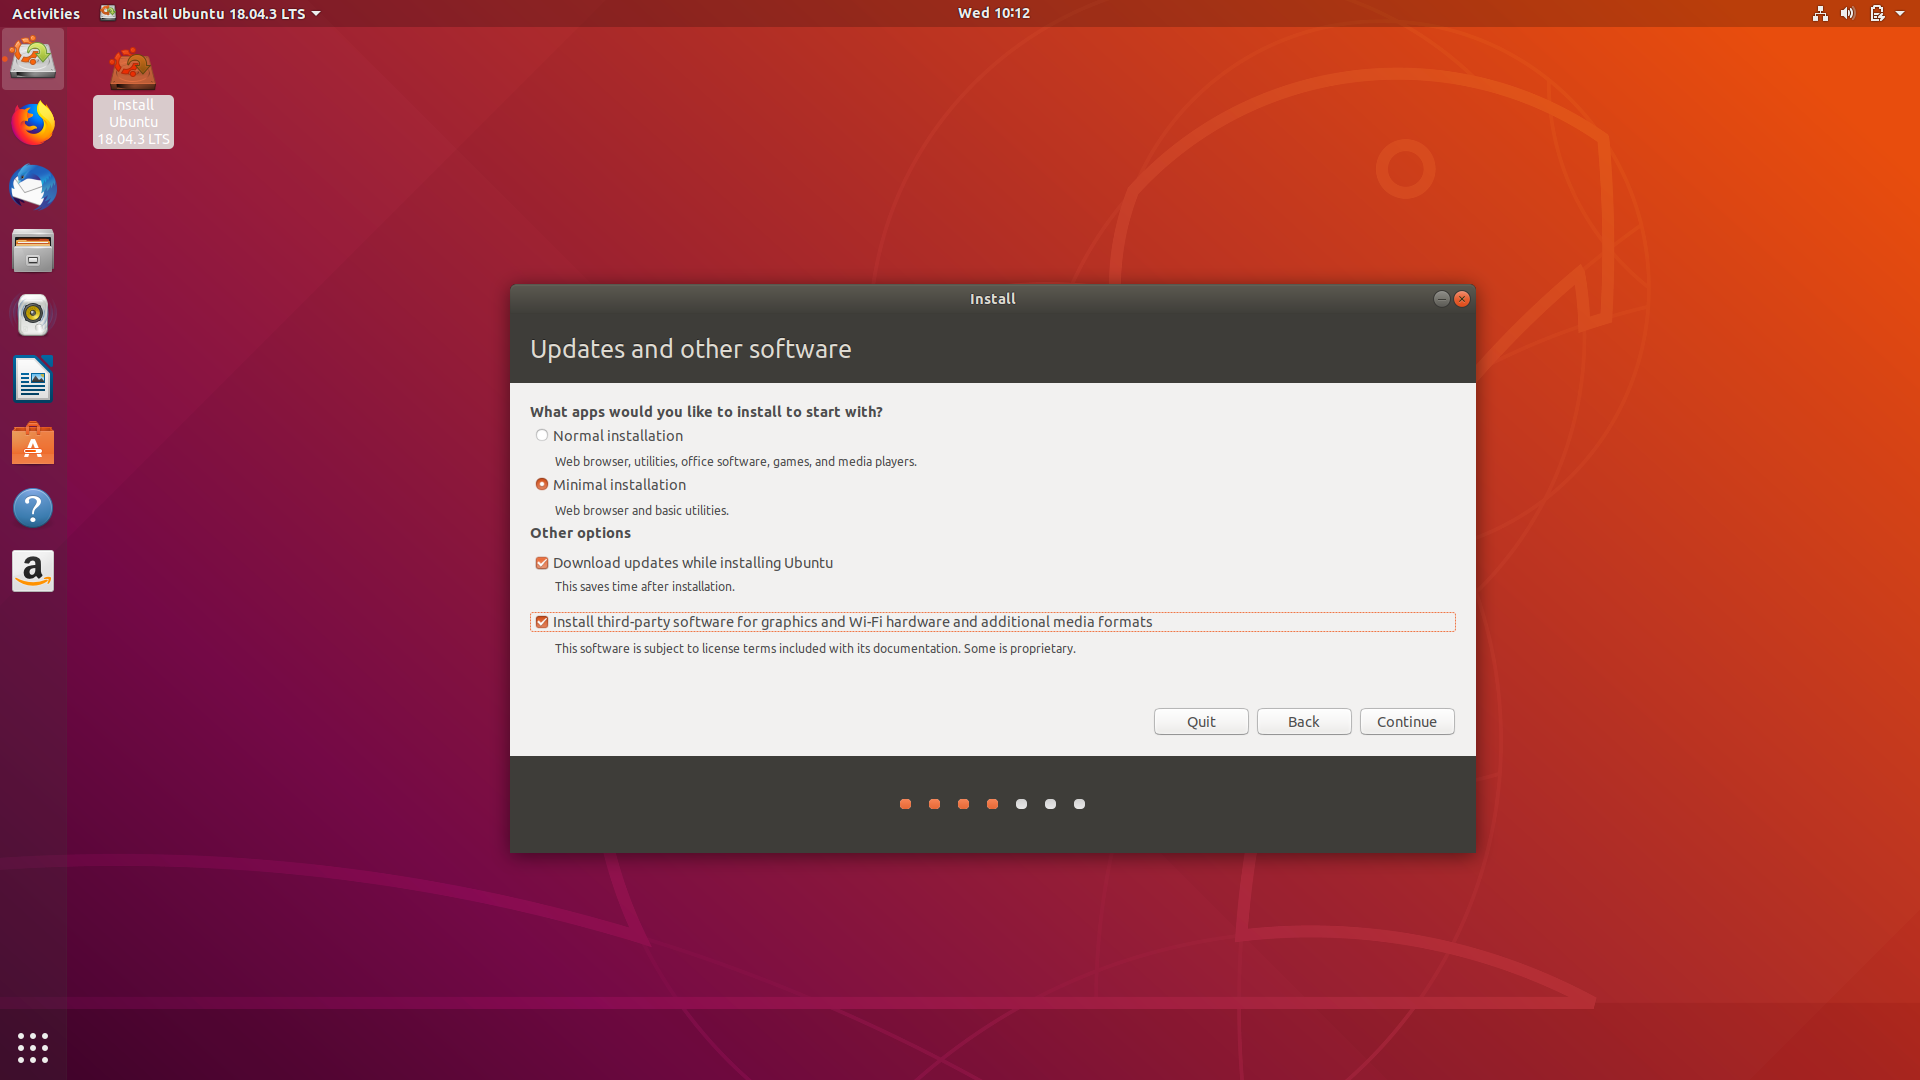 Activities
Install Ubuntu 18.04.3 LTS
Wed 10:12
Install
Ubuntu
18.04.3 LTS
Install
Updates and other software
What apps would you like to install to start with?
Normal installation
Web browser, utilities, office software, games, and media players.
Minimal installation
Web browser and basic utilities.
Other options
Download updates while installing Ubuntu
This saves time after installation.
Install third-party software for graphics and Wi-Fi hardware and additional media formats
This software is subject to license terms included with its documentation. Some is proprietary.
Quit
Back
Continue